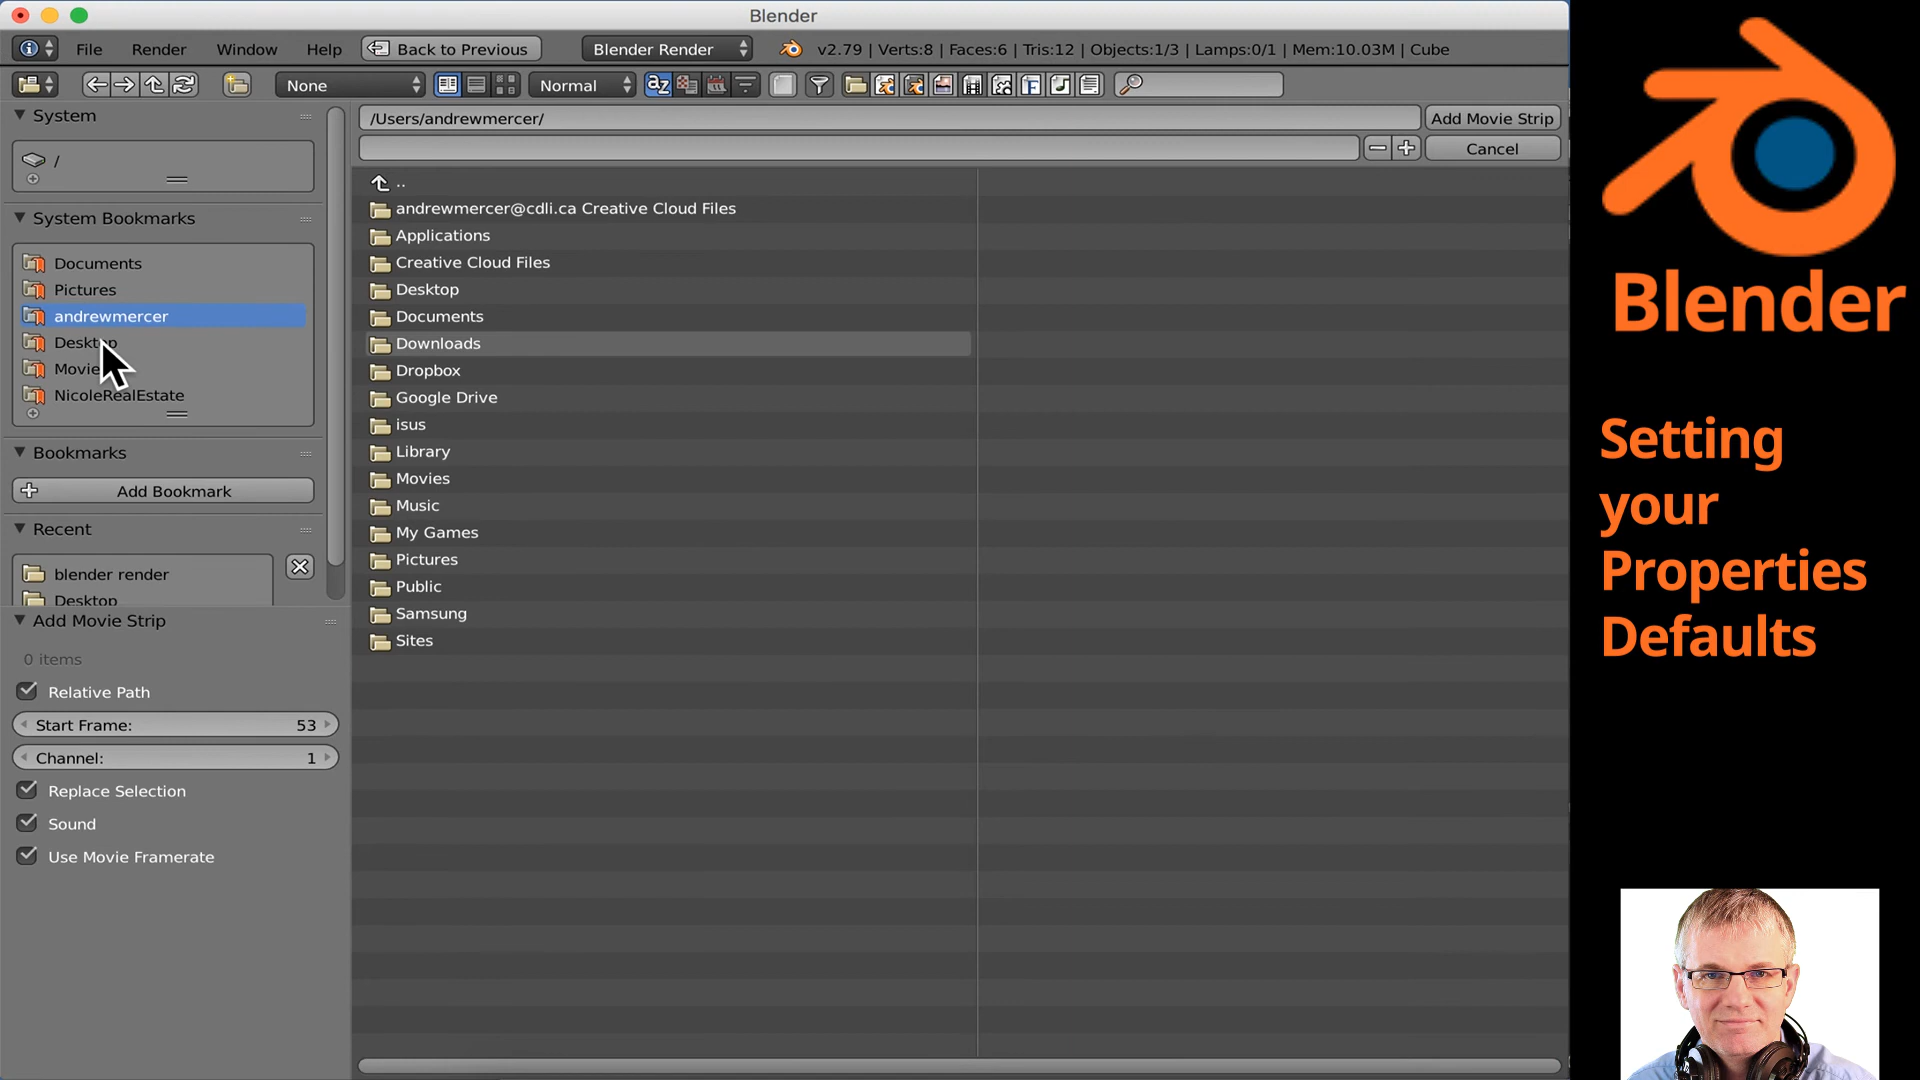 Blender
File Render Window Help Back to Previous Blender Render v2.79 | Verts:8 | Faces:6 | Tris:12 | Objects:1/3 | Lamps:0/1 | Mem:10.03M | Cube
None Normal
System
/
System Bookmarks
Documents
Pictures
andrewmercer
Desktop
Movies
NicoleRealEstate
Bookmarks
Add Bookmark
Recent
blender render
Desktop
Add Movie Strip
0 items
Relative Path
Start Frame: 53
Channel: 1
Replace Selection
Sound
Use Movie Framerate
/Users/andrewmercer/ Add Movie Strip
Cancel
..
andrewmercer@cdli.ca Creative Cloud Files
Applications
Creative Cloud Files
Desktop
Documents
Downloads
Dropbox
Google Drive
isus
Library
Movies
Music
My Games
Pictures
Public
Samsung
Sites
Blender
Setting
your
Properties
Defaults